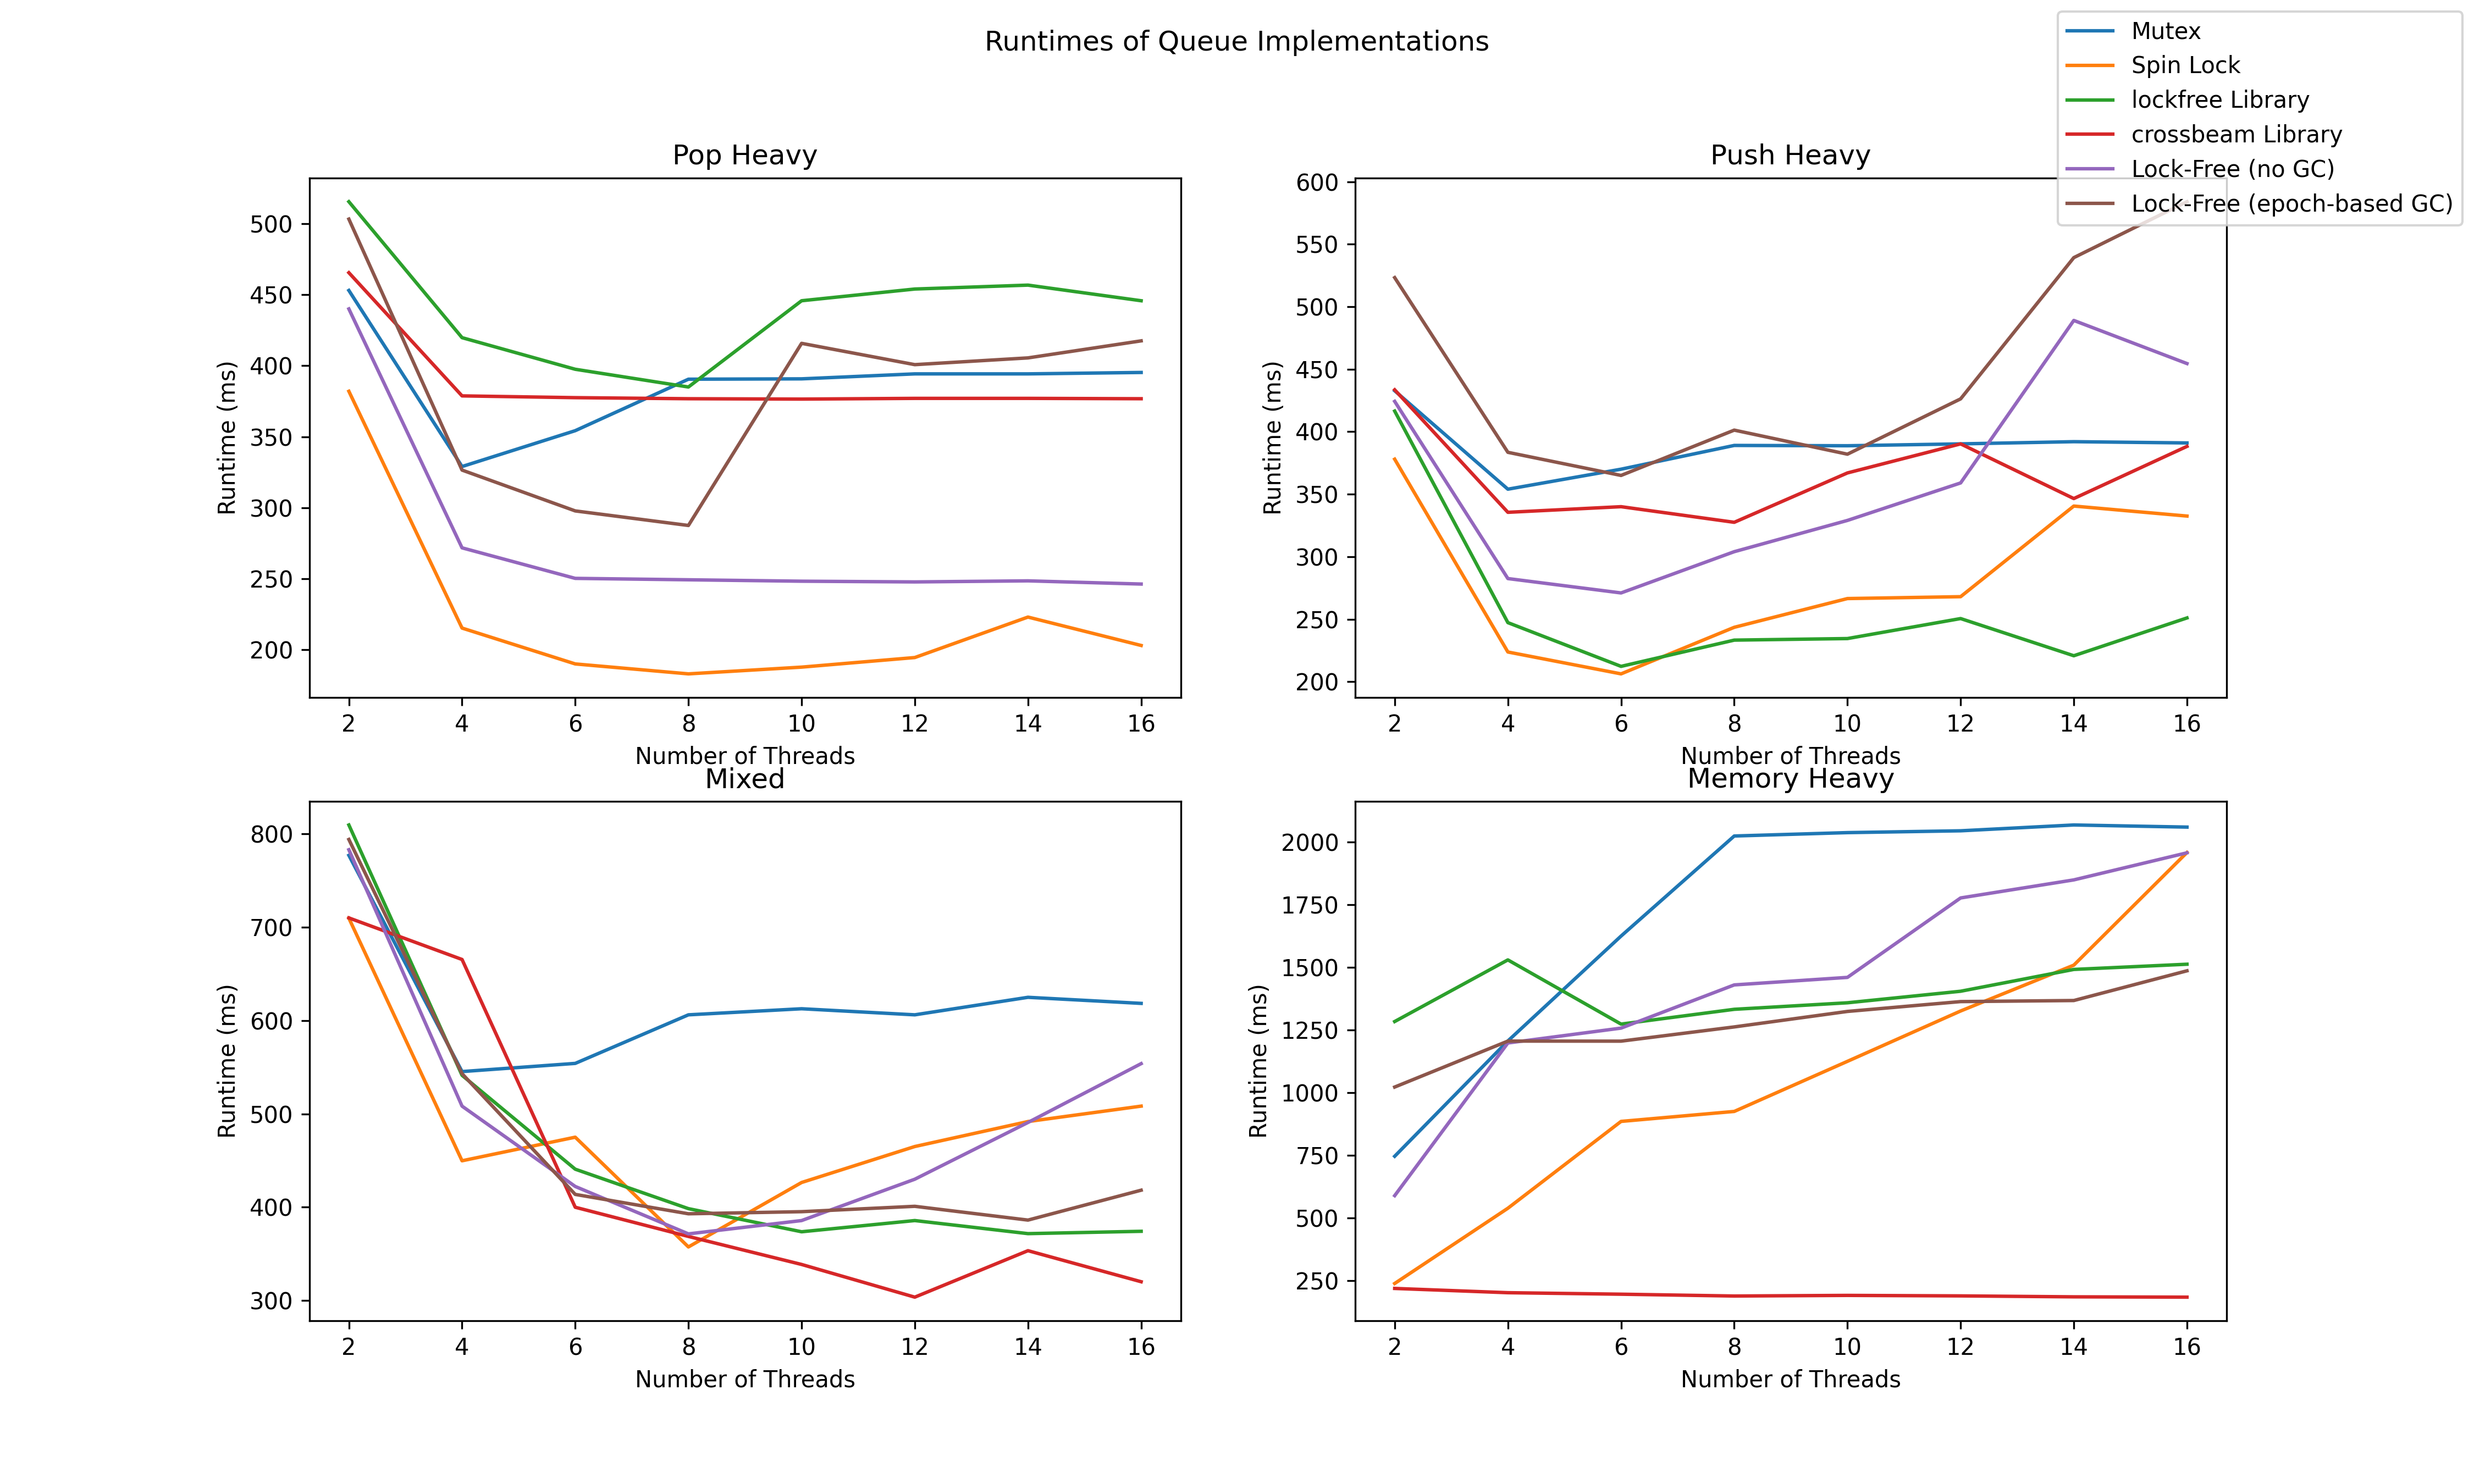 Runtimes of Queue Implementations
Mutex
Spin Lock
lockfree Library
crossbeam Library
Lock-Free (no GC)
Lock-Free (epoch-based GC)
Pop Heavy
Runtime (ms)
500
450
400
350
300
250
200
2 4 6 8 10 12 14 16
Number of Threads
Push Heavy
Runtime (ms)
600
550
500
450
400
350
300
250
200
2 4 6 8 10 12 14 16
Number of Threads
Mixed
Runtime (ms)
800
700
600
500
400
300
2 4 6 8 10 12 14 16
Number of Threads
Memory Heavy
Runtime (ms)
2000
1750
1500
1250
1000
750
500
250
2 4 6 8 10 12 14 16
Number of Threads